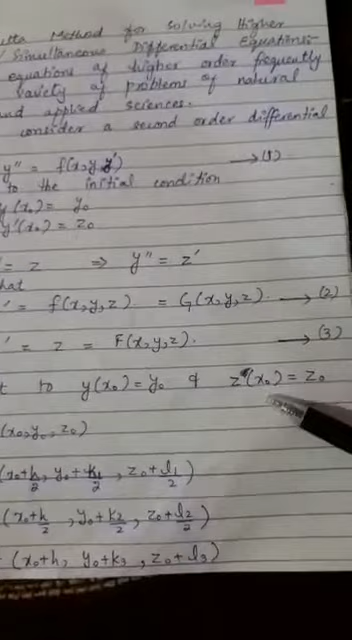 utta Method for Solving Higher
Simultaneous Differential Equations:-
equations of higher order frequently
variety of problems of natural
and applied sciences.
consider a second order differential
y'' = f(x, y, y') → (1)
to the initial condition
y(x₀) = y₀
y'(x₀) = z₀
' = z ⇒ y'' = z'
that
' = f(x, y, z) = G(x, y, z) → (2)
' = z = F(x, y, z). → (3)
t to y(x₀) = y₀ & z(x₀) = z₀
(x₀, y₀, z₀)
(x₀+h/2, y₀+k₁/2, z₀+l₁/2)
(x₀+h/2, y₀+k₂/2, z₀+l₂/2)
(x₀+h, y₀+k₃, z₀+l₃)